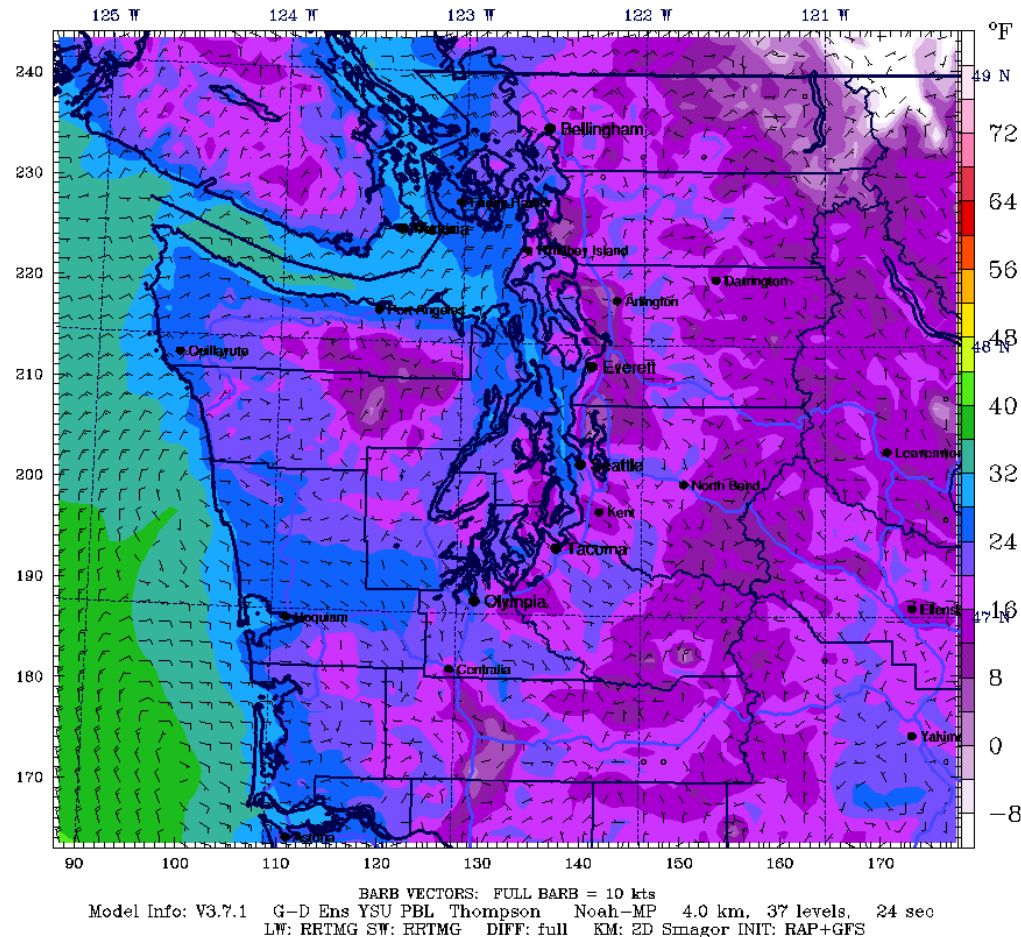 125 W 124 W 123 W 122 W 121 W
°F
240
49 N
Bellingham
72
230
Harbor
64
Whidbey Island
220
Darrington
56
Arlington
Port Angeles
48
Quillayute
48 N
210
Everett
40
Leavenwor
200
Seattle
32
North Bend
Kent
24
190
Tacoma
Olympia
16
Hoquiam
47 N
Ellensb
180
Centralia
8
Yakima
0
170
-8
Astoria
90 100 110 120 130 140 150 160 170
BARB VECTORS: FULL BARB = 10 kts
Model Info: V3.7.1 G-D Ens YSU PBL Thompson Noah-MP 4.0 km, 37 levels, 24 sec
LW: RRTMG SW: RRTMG DIFF: full KM: 2D Smagor INIT: RAP+GFS